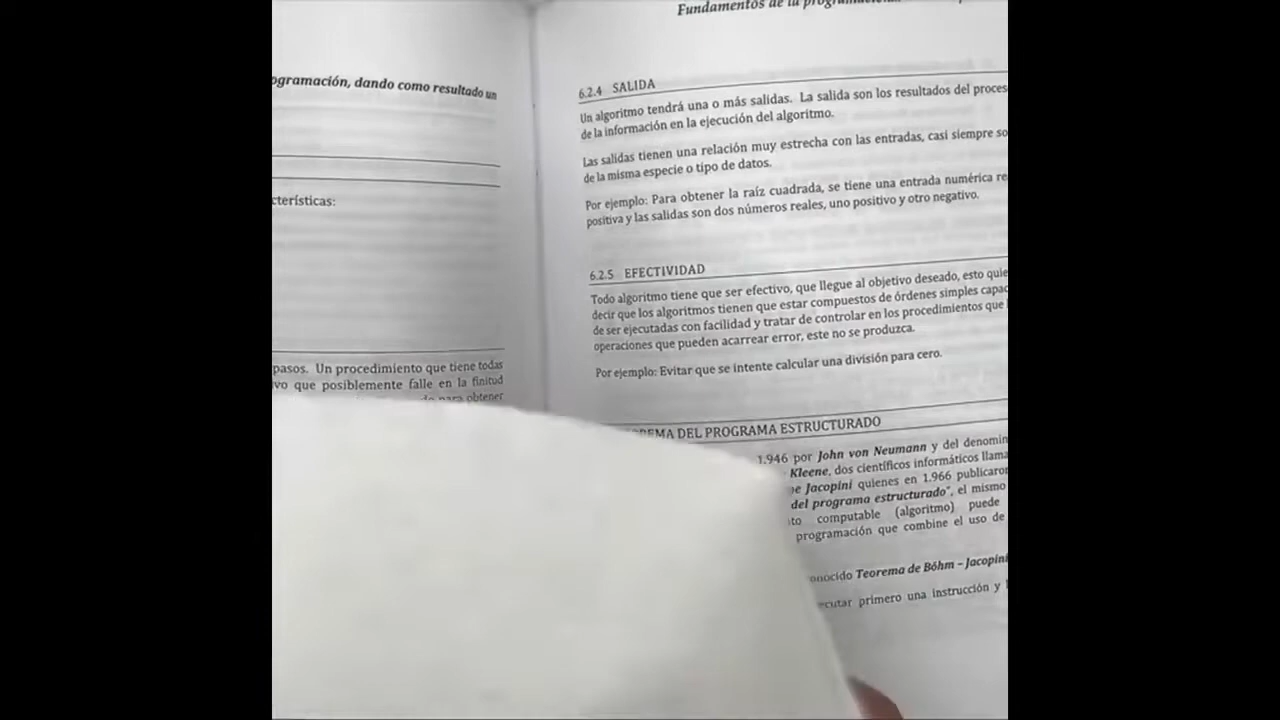 ogramación, dando como resultado un
cterísticas:
pasos. Un procedimiento que tiene todas
vo que posiblemente falle en la finitud
para obtener
Fundamentos de la
6.2.4 SALIDA
Un algoritmo tendrá una o más salidas. La salida son los resultados del proces
de la información en la ejecución del algoritmo.
Las salidas tienen una relación muy estrecha con las entradas, casi siempre so
de la misma especie o tipo de datos.
Por ejemplo: Para obtener la raíz cuadrada, se tiene una entrada numérica re
positiva y las salidas son dos números reales, uno positivo y otro negativo.
6.2.5 EFECTIVIDAD
Todo algoritmo tiene que ser efectivo, que llegue al objetivo deseado, esto quie
decir que los algoritmos tienen que estar compuestos de órdenes simples capac
de ser ejecutadas con facilidad y tratar de controlar en los procedimientos que
operaciones que pueden acarrear error, este no se produzca.
Por ejemplo: Evitar que se intente calcular una división para cero.
REMA DEL PROGRAMA ESTRUCTURADO
1.946 por John von Neumann y del denomin
Kleene, dos científicos informáticos llama
pe Jacopini quienes en 1.966 publicaron
del programa estructurado", el mismo
to computable (algoritmo) puede
programación que combine el uso de
onocido Teorema de Böhm – Jacopini
ecutar primero una instrucción y